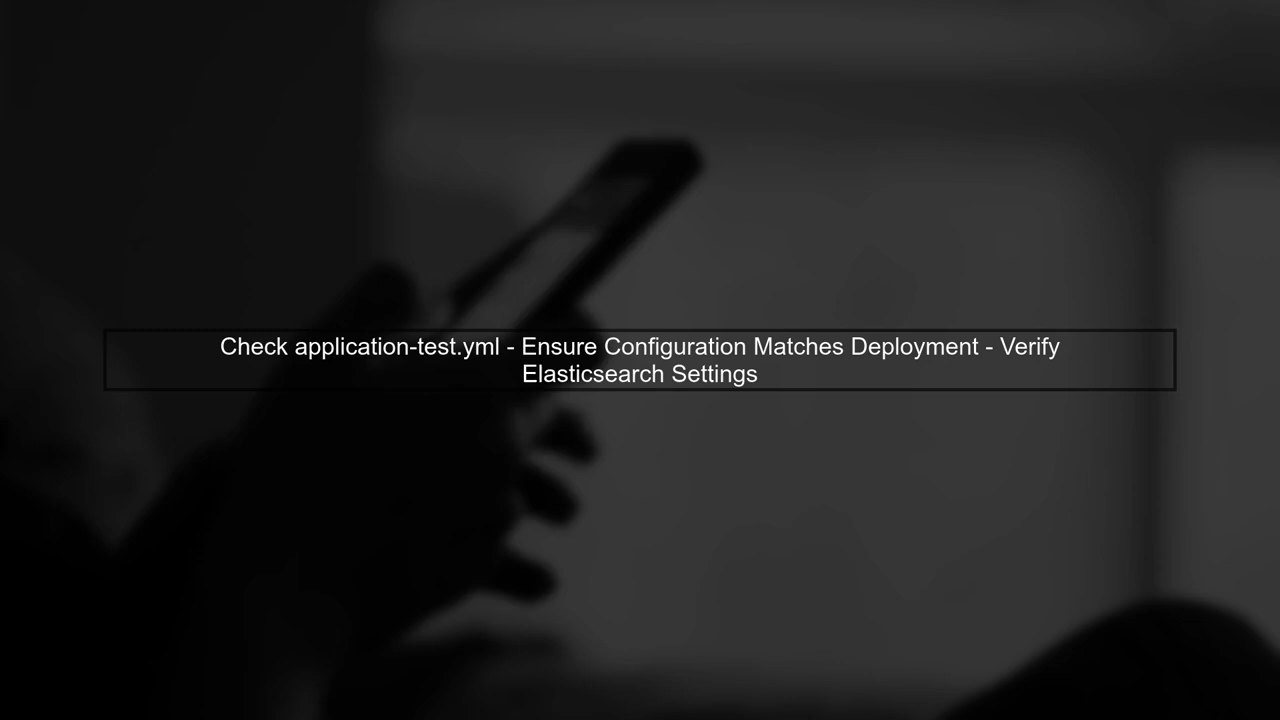 Check application-test.yml - Ensure Configuration Matches Deployment - Verify
Elasticsearch Settings